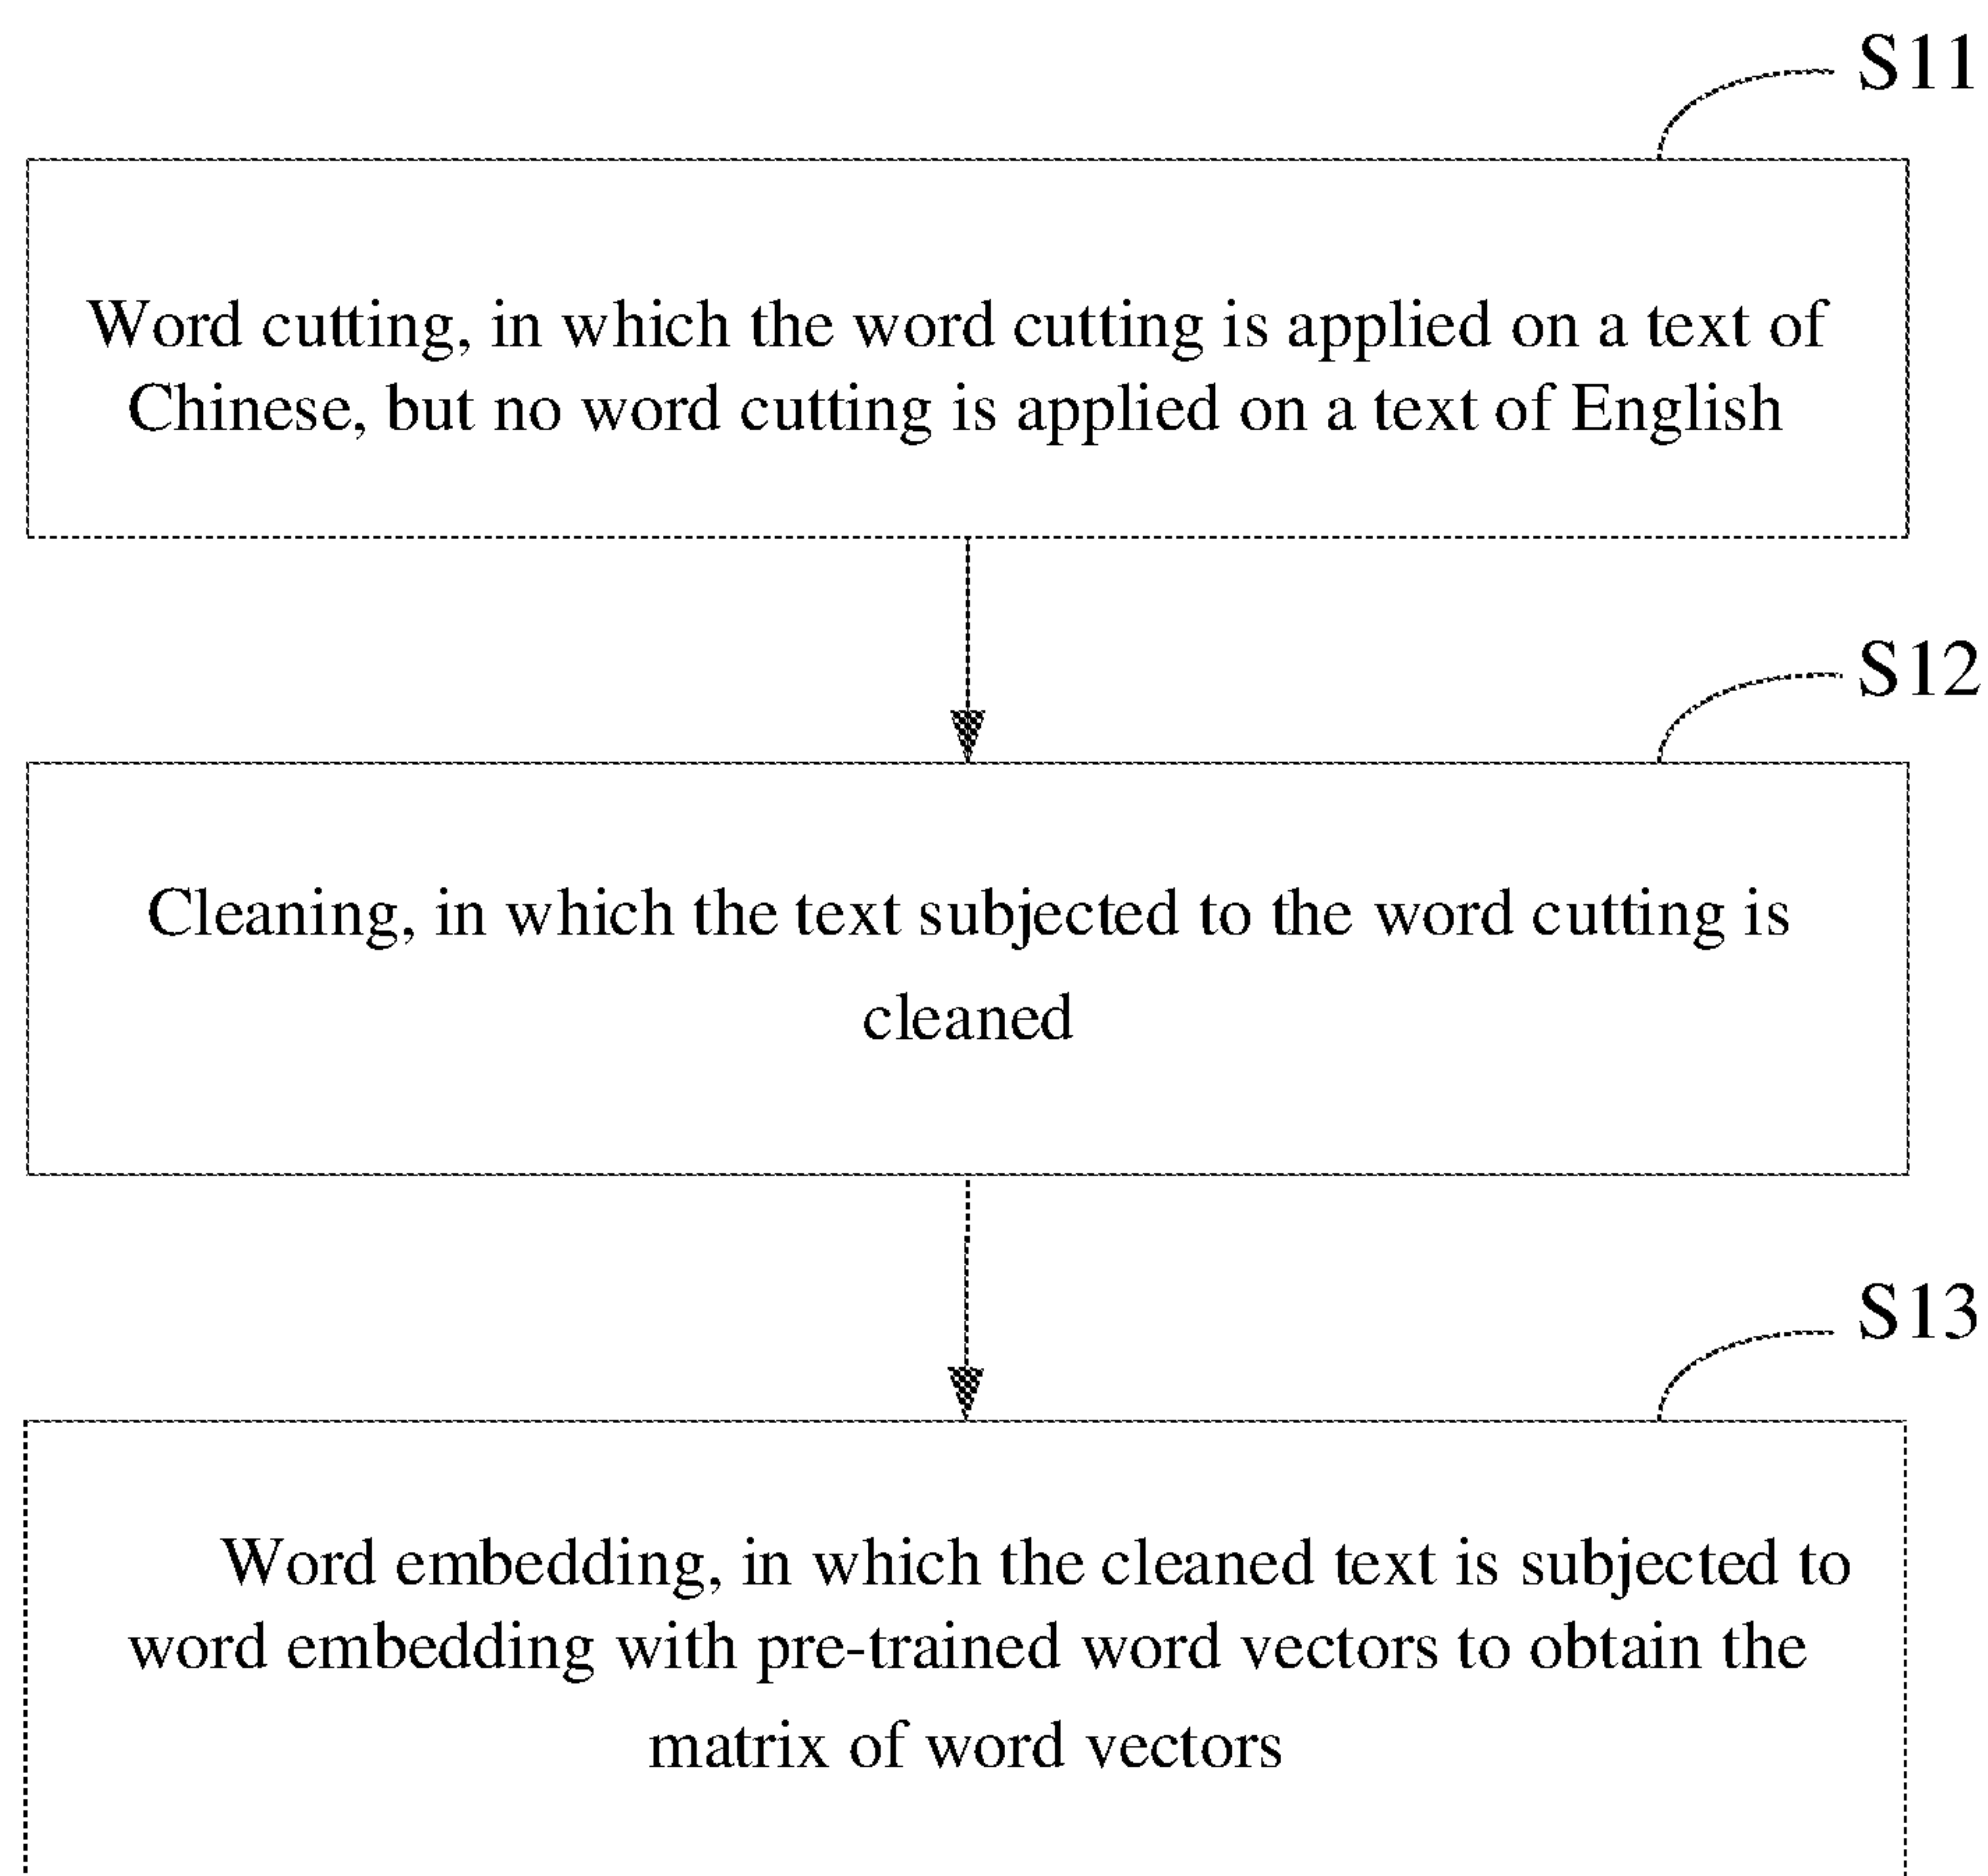 S11
Word cutting, in which the word cutting is applied on a text of
Chinese, but no word cutting is applied on a text of English
S12
Cleaning, in which the text subjected to the word cutting is
cleaned
S13
Word embedding, in which the cleaned text is subjected to
word embedding with pre-trained word vectors to obtain the
matrix of word vectors